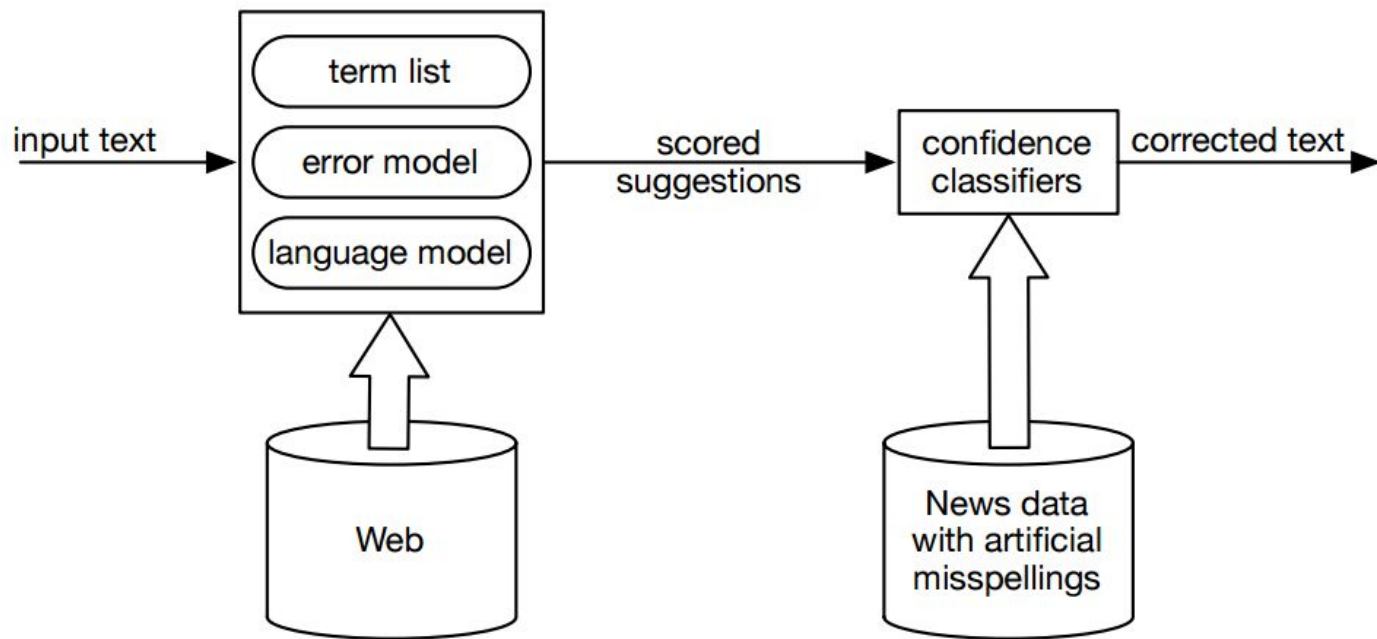 term list
input text
error model
language model
scored
suggestions
confidence
classifiers
corrected text
Web
News data
with artificial
misspellings